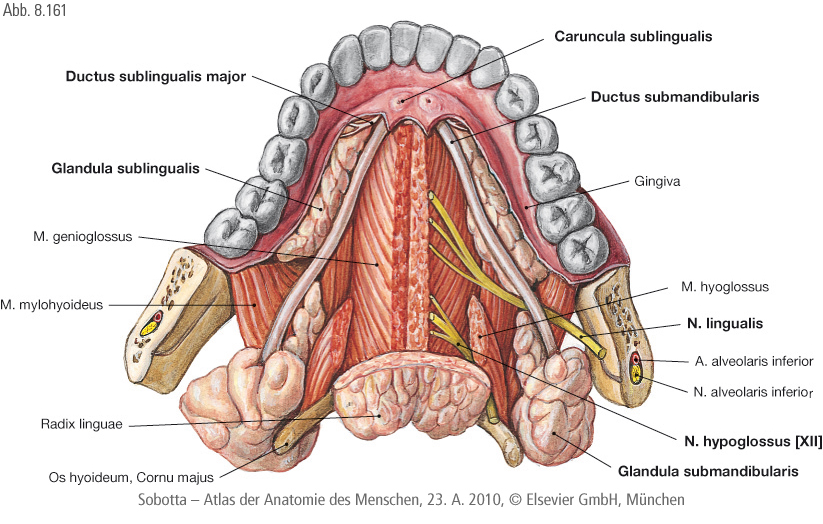 Abb. 8.161
Caruncula sublingualis
Ductus sublingualis major
Ductus submandibularis
Glandula sublingualis
Gingiva
M. genioglossus
M. hyoglossus
M. mylohyoideus
N. lingualis
A. alveolaris inferior
N. alveolaris inferior
Radix linguae
N. hypoglossus [XII]
Glandula submandibularis
Os hyoideum, Cornu majus
Sobotta – Atlas der Anatomie des Menschen, 23. A. 2010, © Elsevier GmbH, München